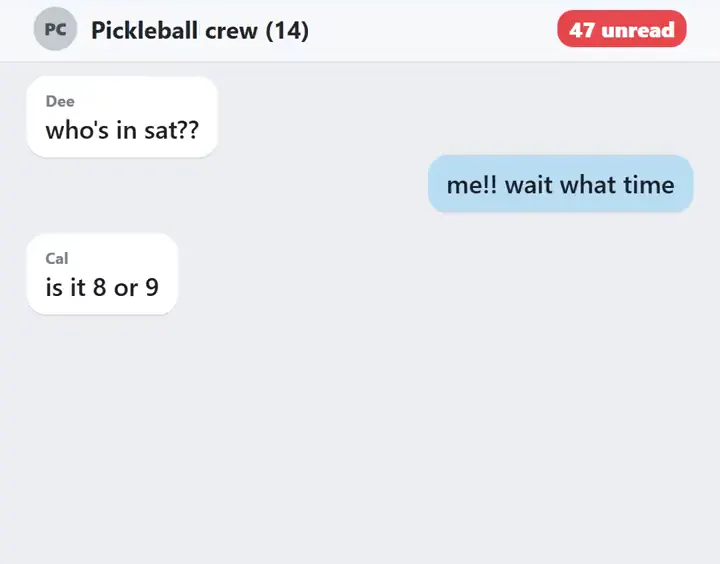 PC
Pickleball crew (14)
47 unread
Dee
who's in sat??
me!! wait what time
Cal
is it 8 or 9